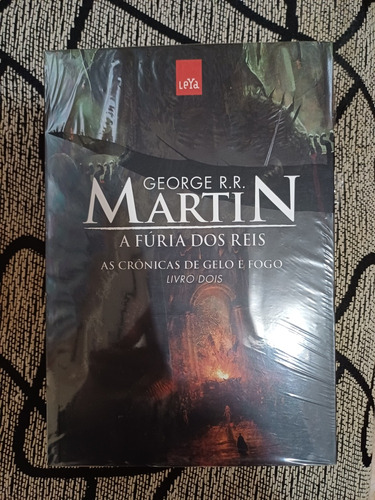 LeYa
GEORGE R.R.
MARTIN
A FÚRIA DOS REIS
AS CRÔNICAS DE GELO E FOGO
LIVRO DOIS